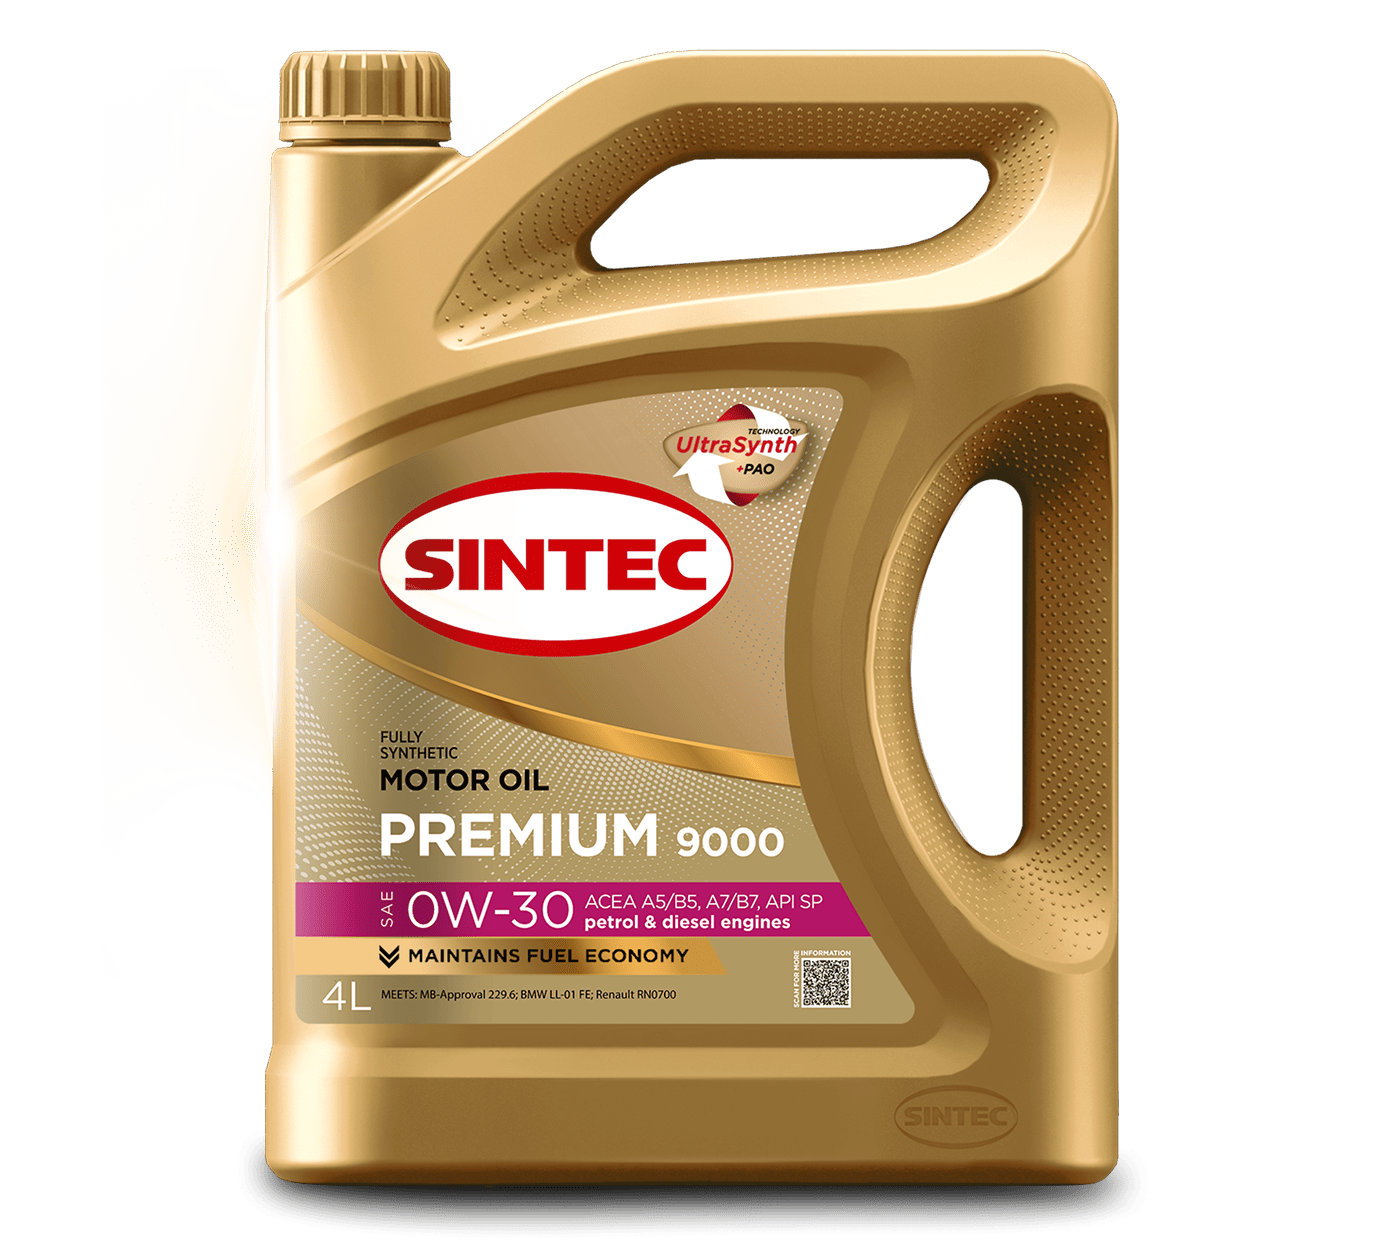 TECHNOLOGY
UltraSynth
+PAO
SINTEC
FULLY
SYNTHETIC
MOTOR OIL
PREMIUM 9000
SAE 0W-30
ACEA A5/B5, A7/B7, API SP
petrol & diesel engines
MAINTAINS FUEL ECONOMY
SCAN FOR MORE
INFORMATION
4L
MEETS: MB-Approval 229.6; BMW LL-01 FE; Renault RN0700
SINTEC